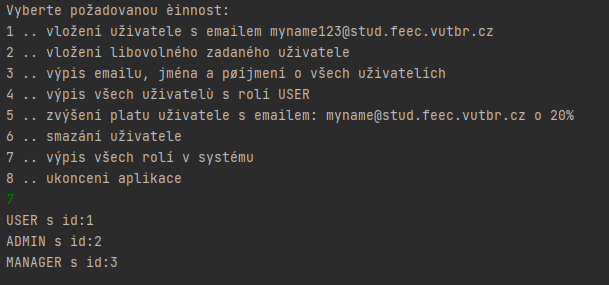 Vyberte požadovanou èinnost:
1 .. vložení uživatele s emailem myname123@stud.feec.vutbr.cz
2 .. vložení libovolného zadaného uživatele
3 .. výpis emailu, jména a pøíjmení o všech uživatelích
4 .. výpis všech uživatelù s rolí USER
5 .. zvýšení platu uživatele s emailem: myname@stud.feec.vutbr.cz o 20%
6 .. smazání uživatele
7 .. výpis všech rolí v systému
8 .. ukonceni aplikace
7
USER s id:1
ADMIN s id:2
MANAGER s id:3